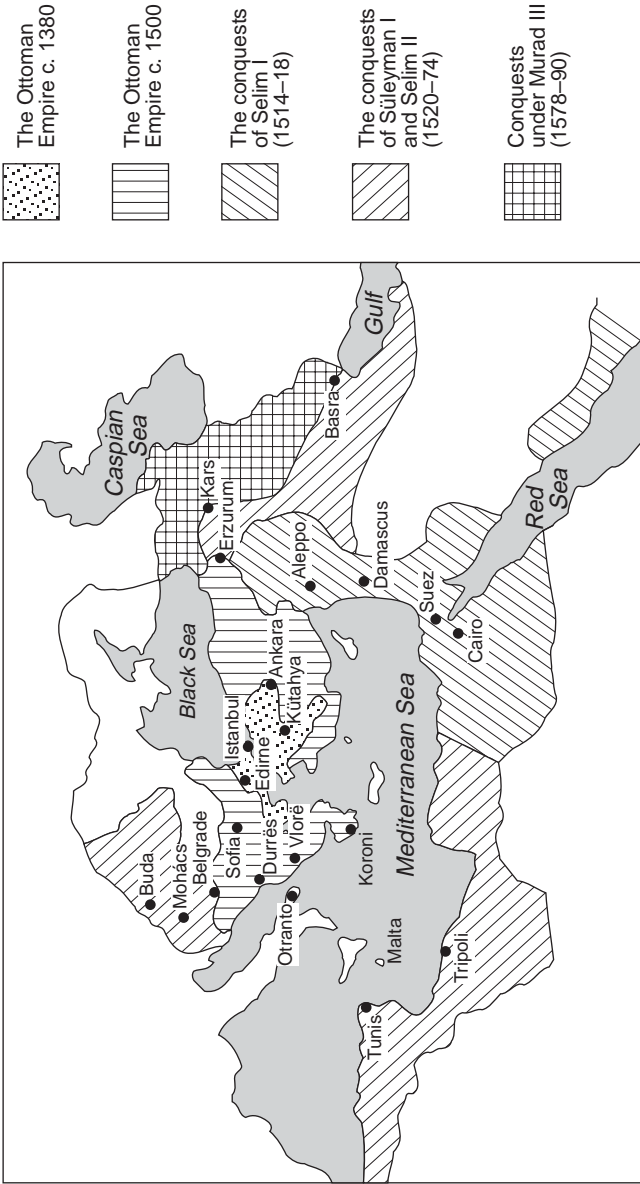 The Ottoman
Empire c. 1380
The Ottoman
Empire c. 1500
The conquests
of Selim I
(1514–18)
The conquests
of Süleyman I
and Selim II
(1520–74)
Conquests
under Murad III
(1578–90)
Caspian
Sea
Gulf
Basra
Kars
Erzurum
Black Sea
Aleppo
Damascus
Red
Sea
Suez
Cairo
Ankara
Kütahya
Istanbul
Edirne
Buda
Mohács
Belgrade
Sofia
Durrës
Vlorë
Koroni
Mediterranean Sea
Otranto
Malta
Tripoli
Tunis